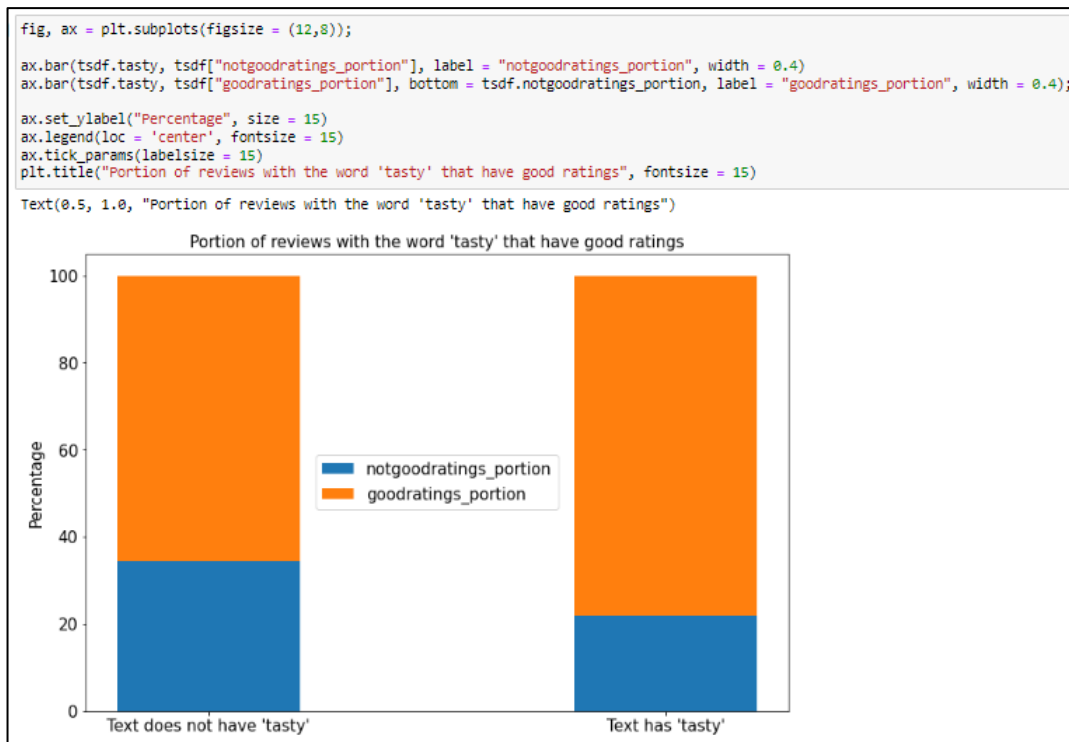 fig, ax = plt.subplots(figsize = (12,8));
ax.bar(tsdf.tasty, tsdf["notgoodratings_portion"], label = "notgoodratings_portion", width = 0.4)
ax.bar(tsdf.tasty, tsdf["goodratings_portion"], bottom = tsdf.notgoodratings_portion, label = "goodratings_portion", width = 0.4);
ax.set_ylabel("Percentage", size = 15)
ax.legend(loc = 'center', fontsize = 15)
ax.tick_params(labelsize = 15)
plt.title("Portion of reviews with the word 'tasty' that have good ratings", fontsize = 15)
Text(0.5, 1.0, "Portion of reviews with the word 'tasty' that have good ratings")
Portion of reviews with the word 'tasty' that have good ratings
100
80
60
40
20
0
Percentage
notgoodratings_portion
goodratings_portion
Text does not have 'tasty'
Text has 'tasty'